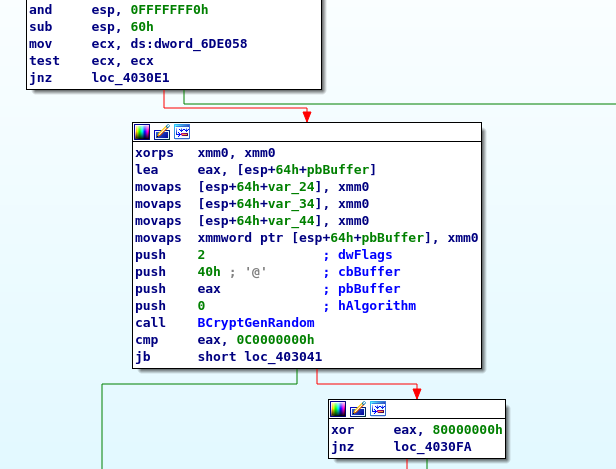 and     esp, 0FFFFFFF0h
sub     esp, 60h
mov     ecx, ds:dword_6DE058
test    ecx, ecx
jnz     loc_4030E1
xorps   xmm0, xmm0
lea     eax, [esp+64h+pbBuffer]
movaps  [esp+64h+var_24], xmm0
movaps  [esp+64h+var_34], xmm0
movaps  [esp+64h+var_44], xmm0
movaps  xmmword ptr [esp+64h+pbBuffer], xmm0
push    2               ; dwFlags
push    40h ; '@'       ; cbBuffer
push    eax             ; pbBuffer
push    0               ; hAlgorithm
call    BCryptGenRandom
cmp     eax, 0C0000000h
jb      short loc_403041
xor     eax, 80000000h
jnz     loc_4030FA